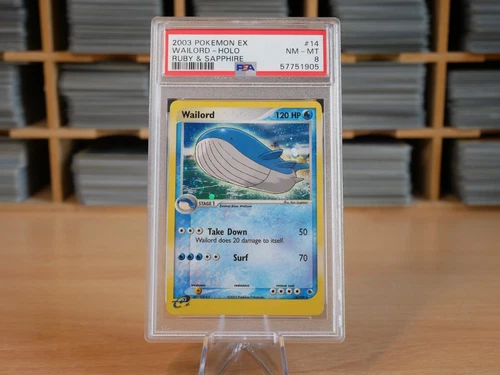 2003 POKEMON EX #14
WAILORD - HOLO NM - MT
RUBY & SAPPHIRE PSA 8
57751905
Wailord 120 HP
STAGE 1
Take Down 50
Wailord does 20 damage to itself.
Surf 70